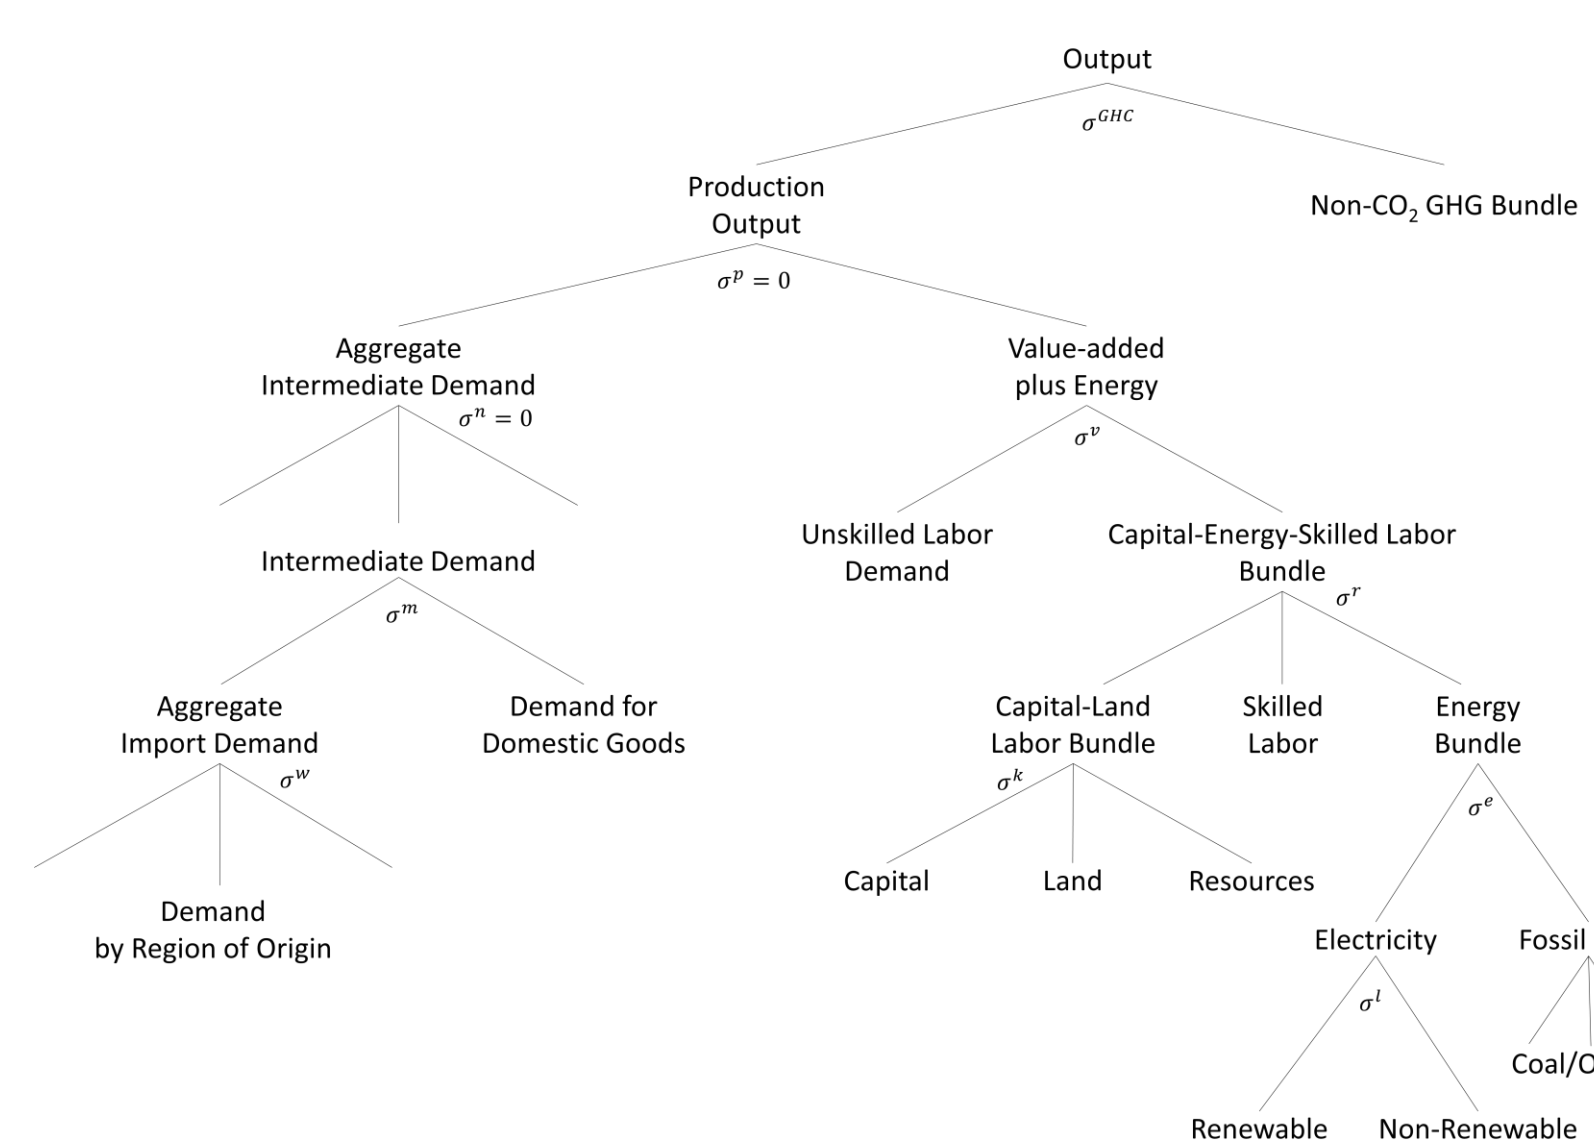 Output
σ^GHC
Production
Output
Non-CO₂ GHG Bundle
σ^p = 0
Aggregate
Intermediate Demand
σ^n = 0
Value-added
plus Energy
σ^v
Intermediate Demand
σ^m
Unskilled Labor
Demand
Capital-Energy-Skilled Labor
Bundle
σ^r
Aggregate
Import Demand
σ^w
Demand for
Domestic Goods
Capital-Land
Labor Bundle
σ^k
Skilled
Labor
Energy
Bundle
σ^e
Demand
by Region of Origin
Capital
Land
Resources
Electricity
σ^l
Fossil
Coal/O
Renewable
Non-Renewable